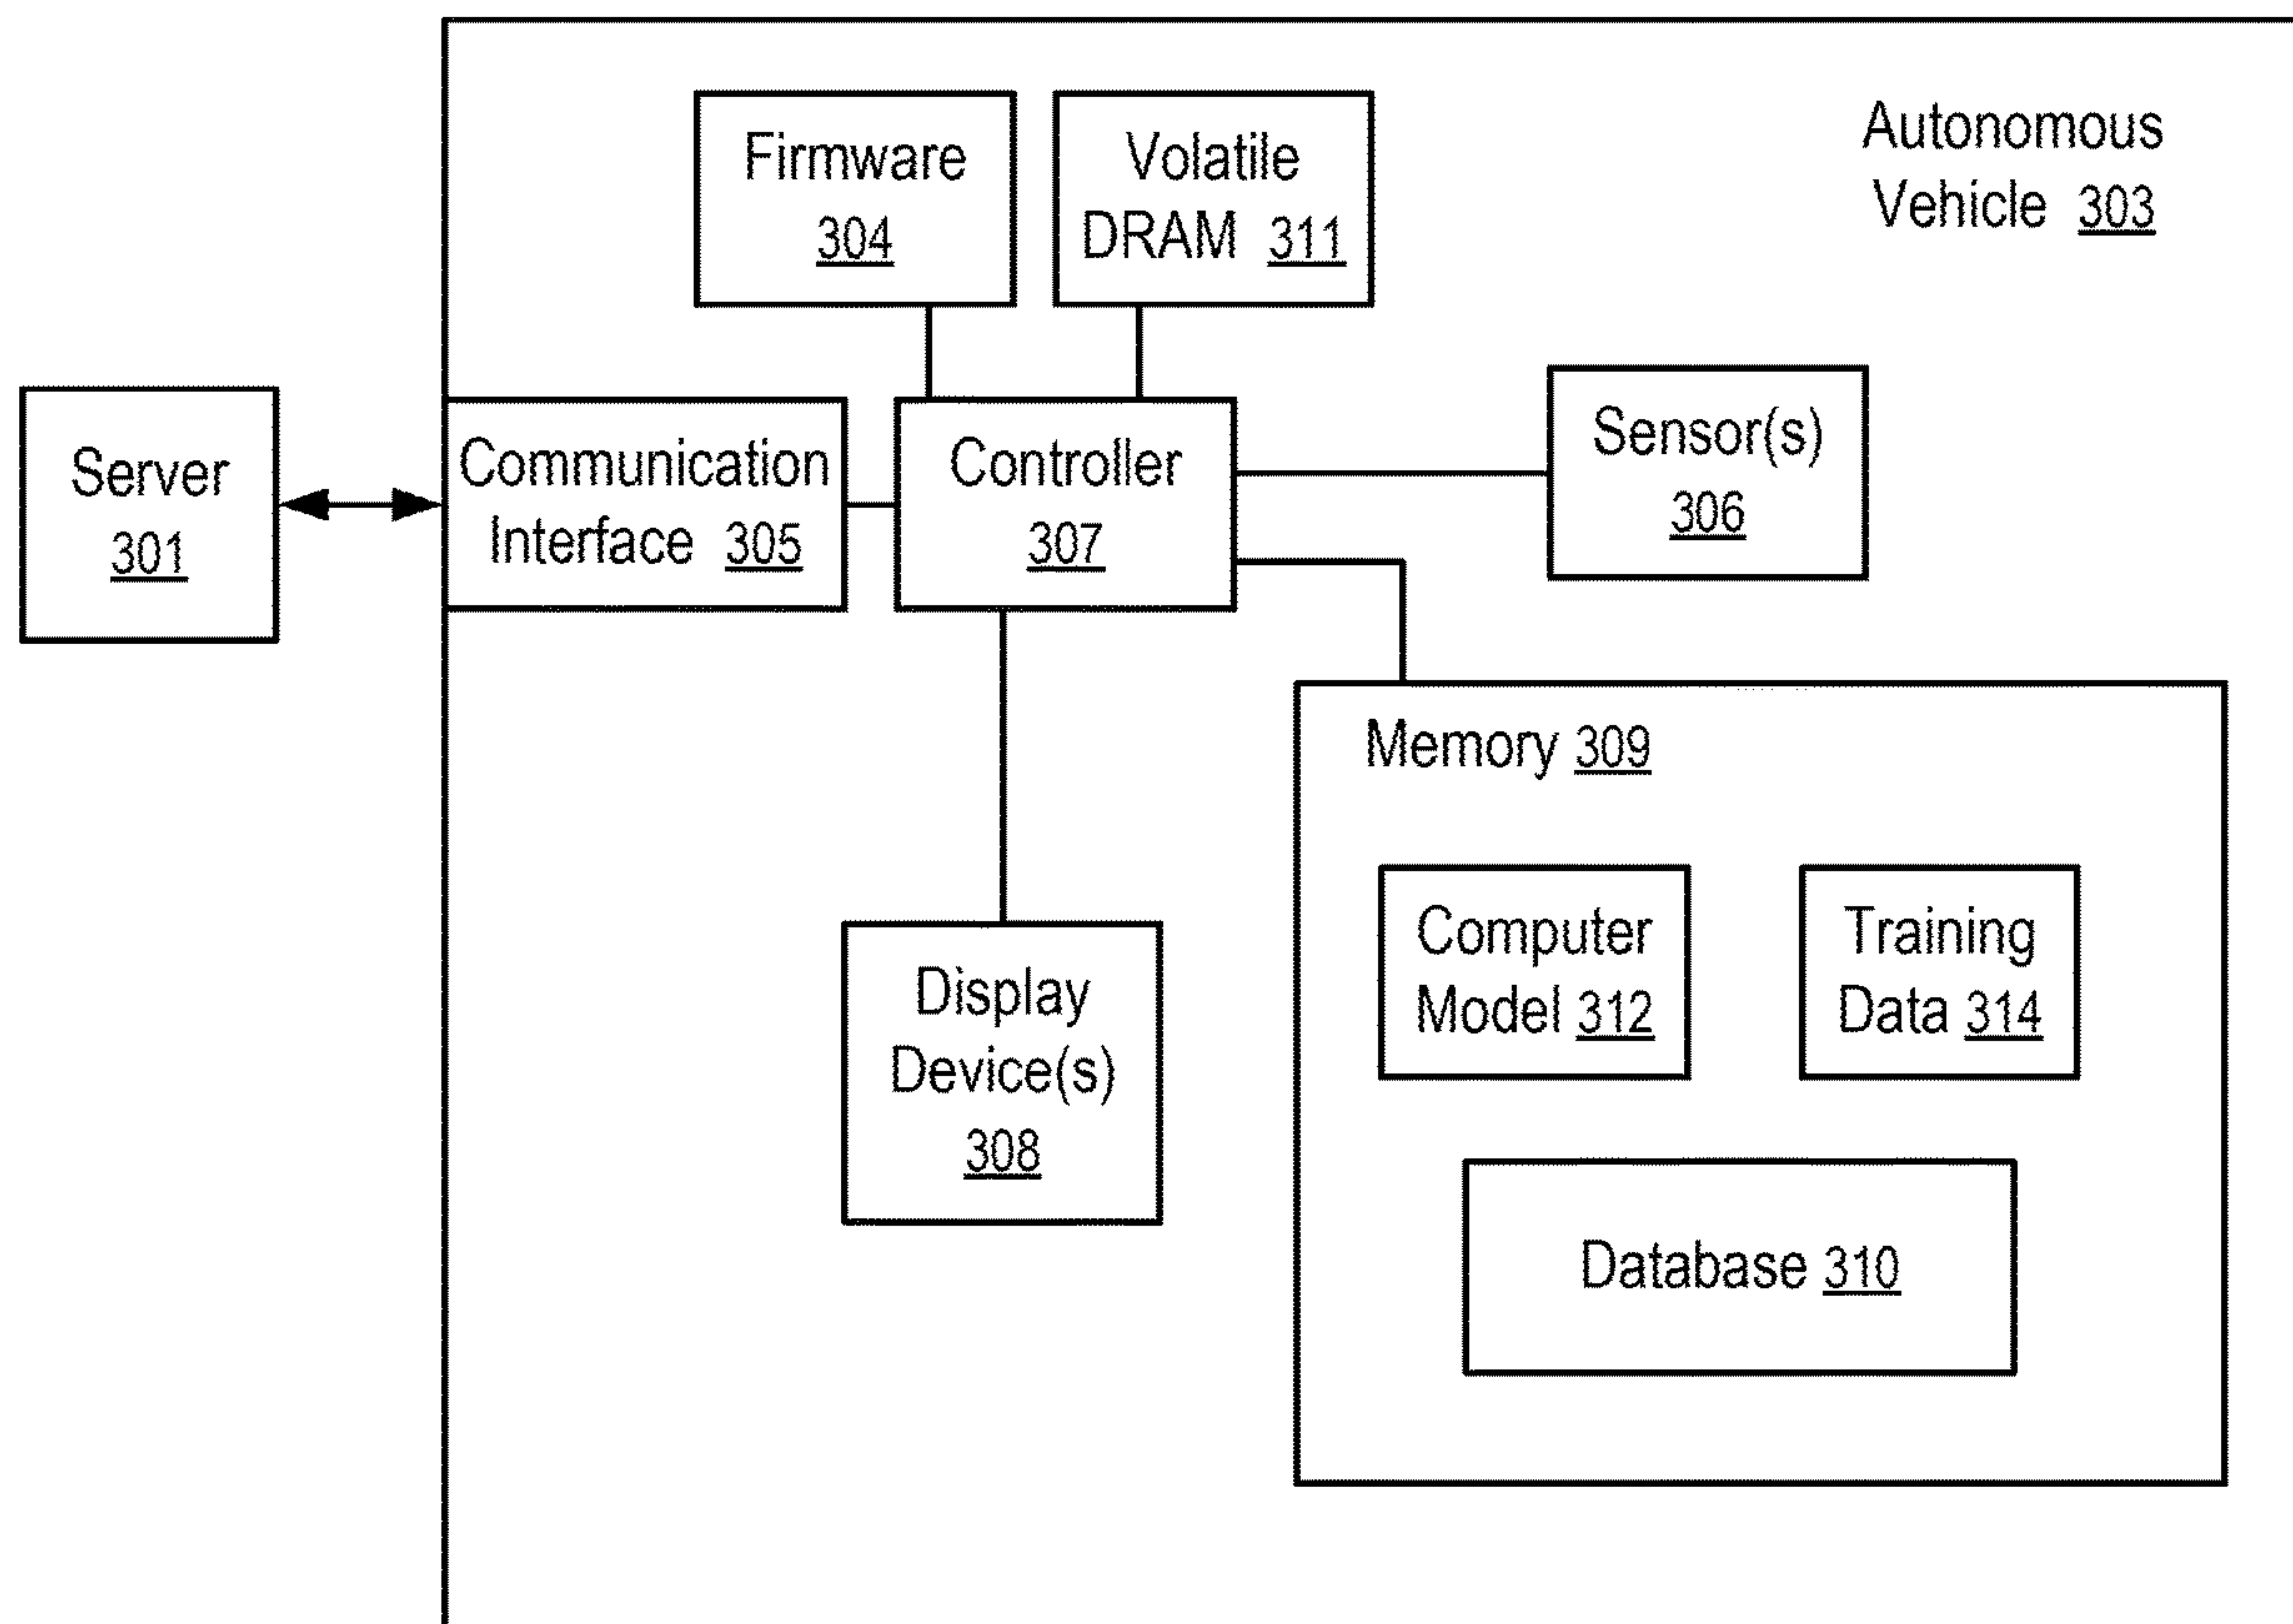 Autonomous
Vehicle 303
Firmware
304
Volatile
DRAM 311
Server
301
Communication
Interface 305
Controller
307
Sensor(s)
306
Memory 309
Computer
Model 312
Training
Data 314
Display
Device(s)
308
Database 310